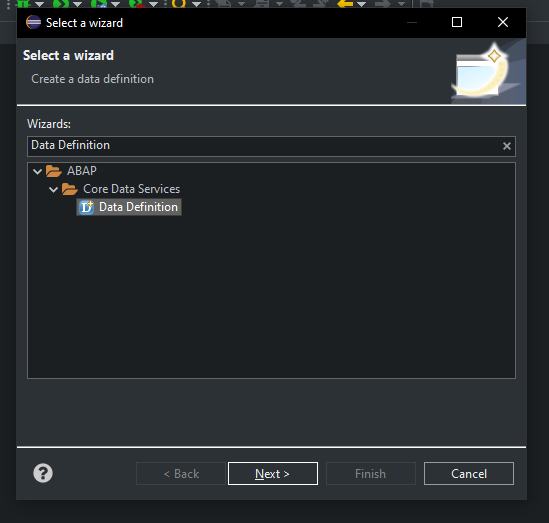 Select a wizard
Select a wizard
Create a data definition
Wizards:
Data Definition
ABAP
Core Data Services
Data Definition
< Back
Next >
Finish
Cancel